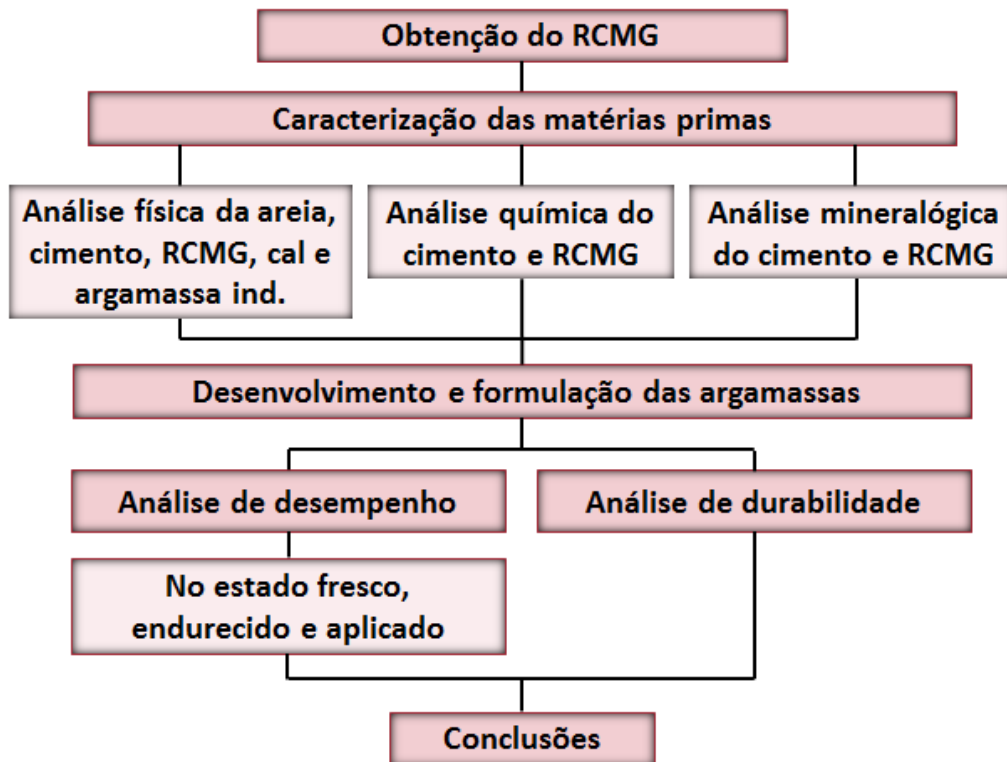 Obtenção do RCMG
Caracterização das matérias primas
Análise física da areia,
cimento, RCMG, cal e
argamassa ind.
Análise química do
cimento e RCMG
Análise mineralógica
do cimento e RCMG
Desenvolvimento e formulação das argamassas
Análise de desempenho
Análise de durabilidade
No estado fresco,
endurecido e aplicado
Conclusões